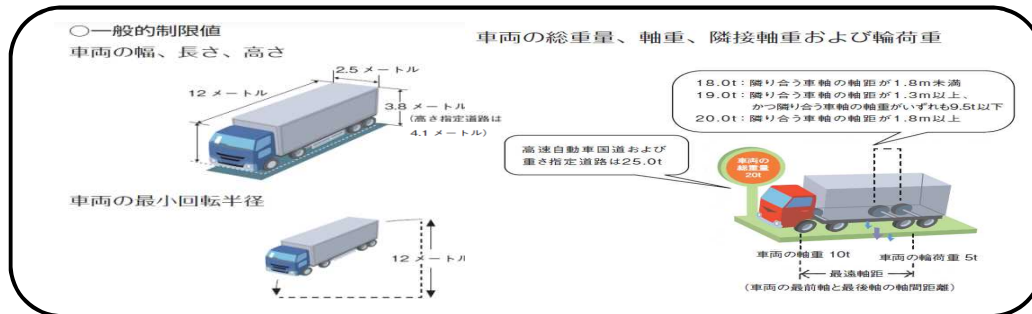 ○一般的制限値
車両の幅、長さ、高さ
2.5 メートル
12 メートル
3.8 メートル
(高さ指定道路は
4.1 メートル)
車両の最小回転半径
12 メートル
車両の総重量、軸重、隣接軸重および輪荷重
18.0t：隣り合う車軸の軸距が1.8m未満
19.0t：隣り合う車軸の軸距が1.3m以上、
かつ隣り合う車軸の軸重がいずれも9.5t以下
20.0t：隣り合う車軸の軸距が1.8m以上
高速自動車国道および
重さ指定道路は25.0t
車両の
総重量
20t
車両の軸重 10t
車両の輪荷重 5t
最遠軸距
(車両の最前軸と最後軸の軸間距離)